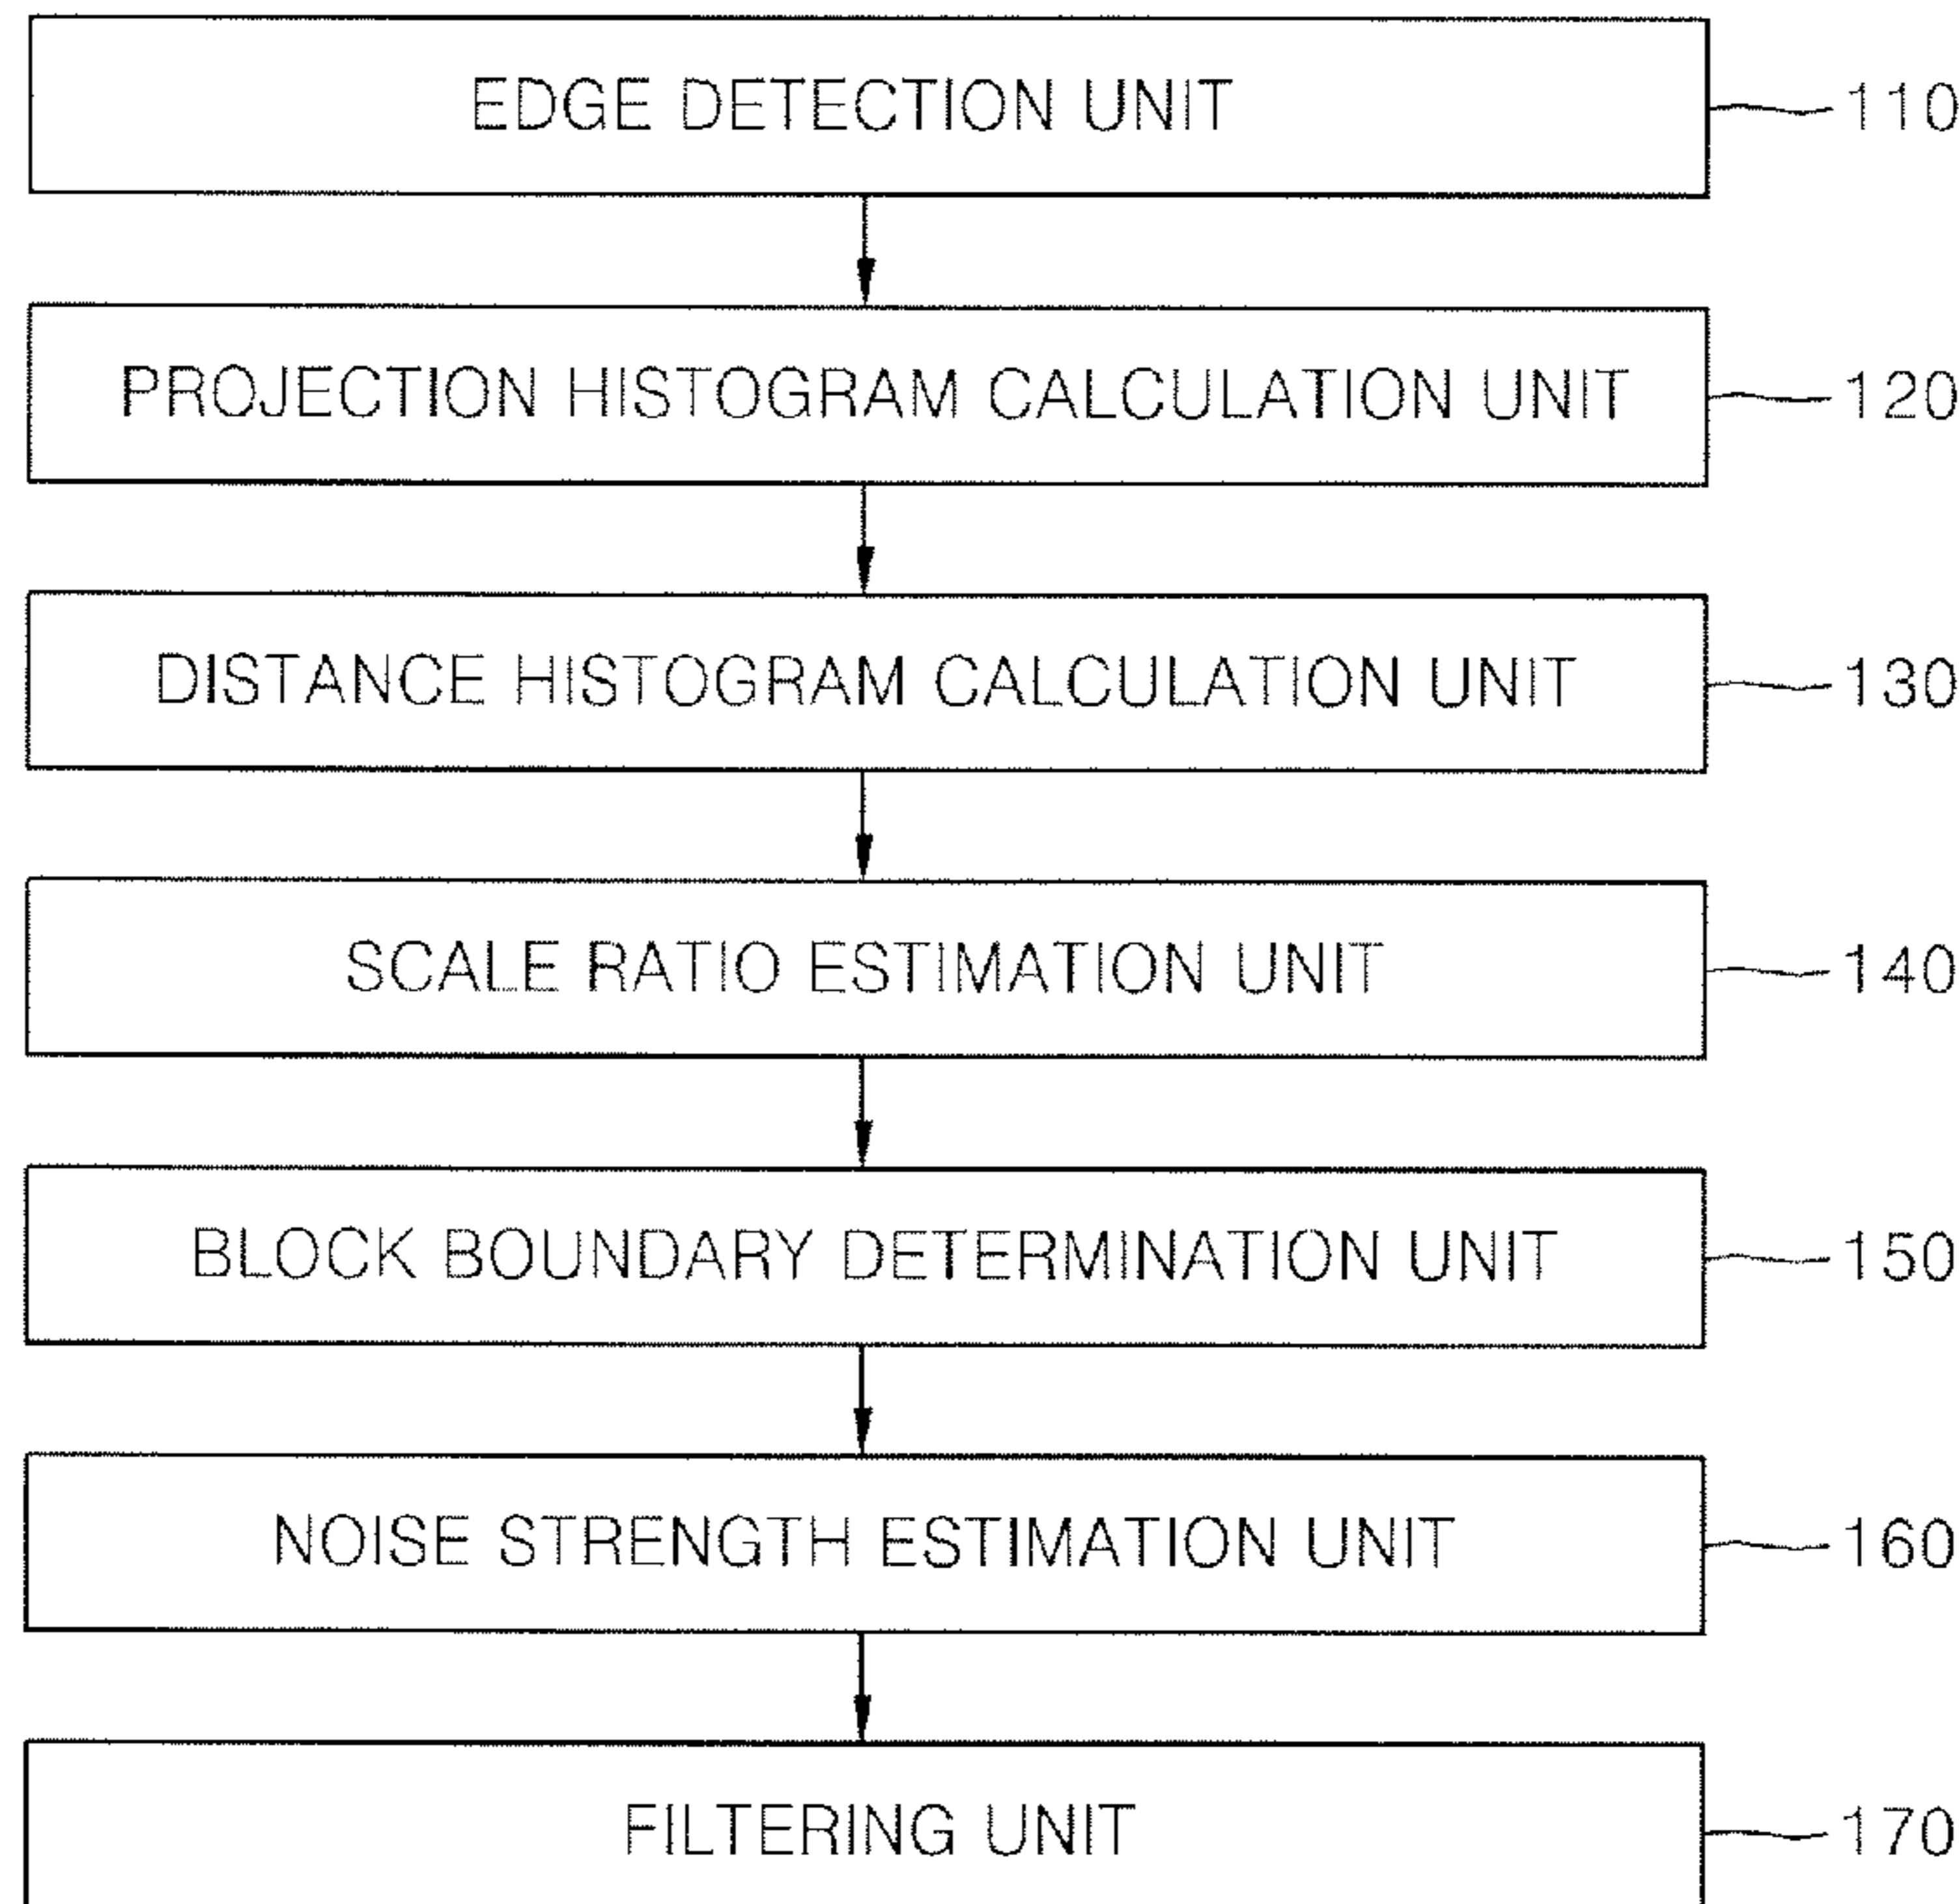 EDGE DETECTION UNIT 110
PROJECTION HISTOGRAM CALCULATION UNIT 120
DISTANCE HISTOGRAM CALCULATION UNIT 130
SCALE RATIO ESTIMATION UNIT 140
BLOCK BOUNDARY DETERMINATION UNIT 150
NOISE STRENGTH ESTIMATION UNIT 160
FILTERING UNIT 170